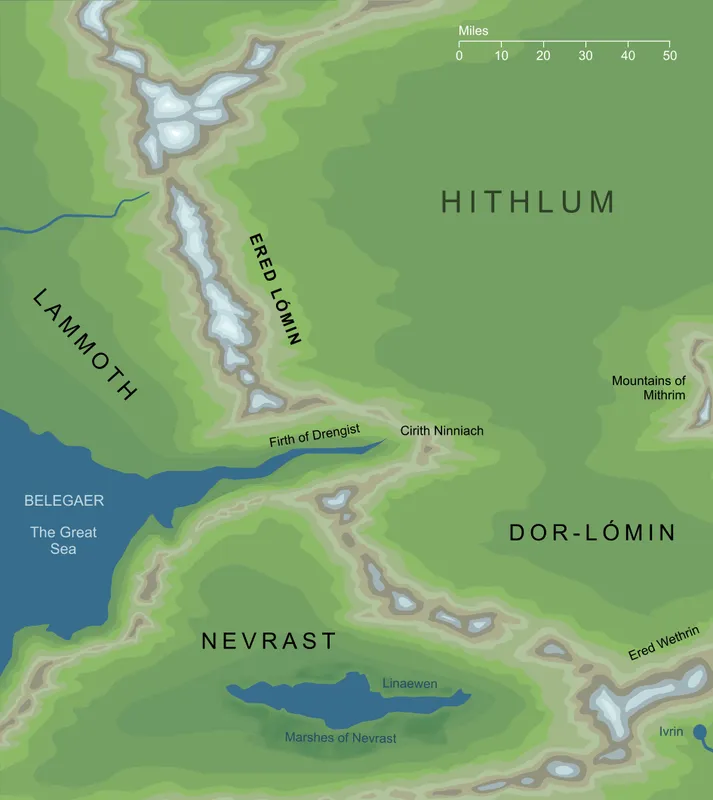 Miles
0 10 20 30 40 50
HITHLUM
ERED LÓMIN
LAMMOTH
Mountains of
Mithrim
Firth of Drengist
Cirith Ninniach
BELEGAER
The Great
Sea
DOR-LÓMIN
NEVRAST
Ered Wethrin
Linaewen
Ivrin
Marshes of Nevrast